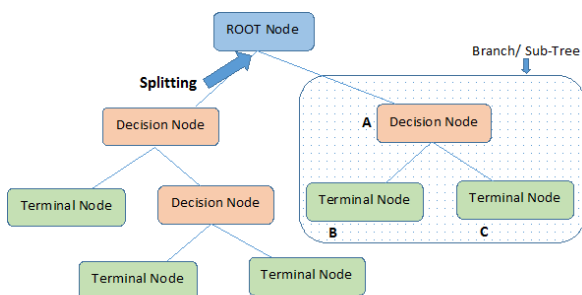 ROOT Node
Branch/ Sub-Tree
Splitting
Decision Node
A
Decision Node
Terminal Node
Decision Node
Terminal Node
Terminal Node
B
C
Terminal Node
Terminal Node